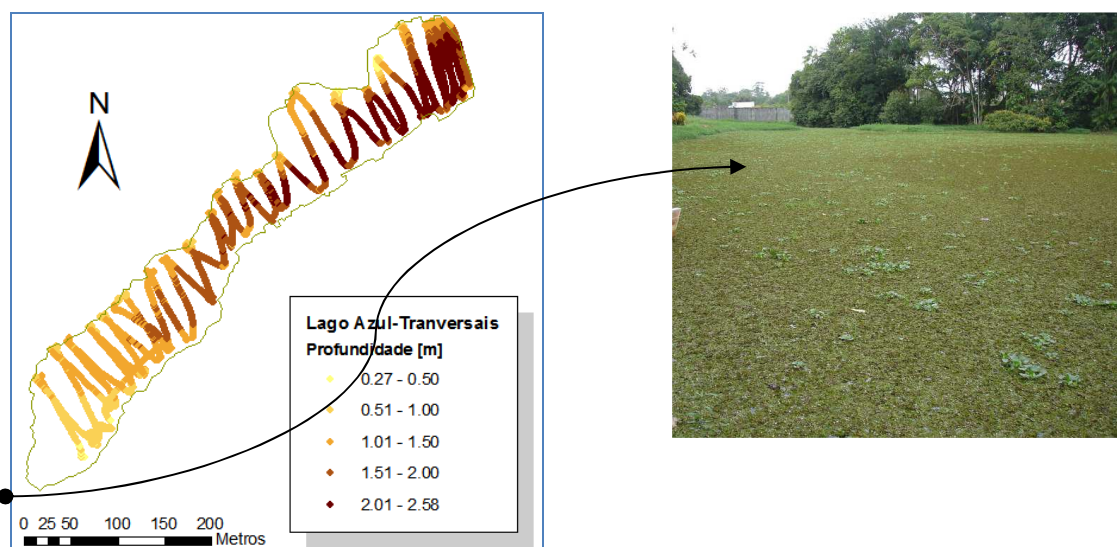 N
Lago Azul-Tranversais
Profundidade [m]
0.27 - 0.50
0.51 - 1.00
1.01 - 1.50
1.51 - 2.00
2.01 - 2.58
0 25 50 100 150 200
Metros